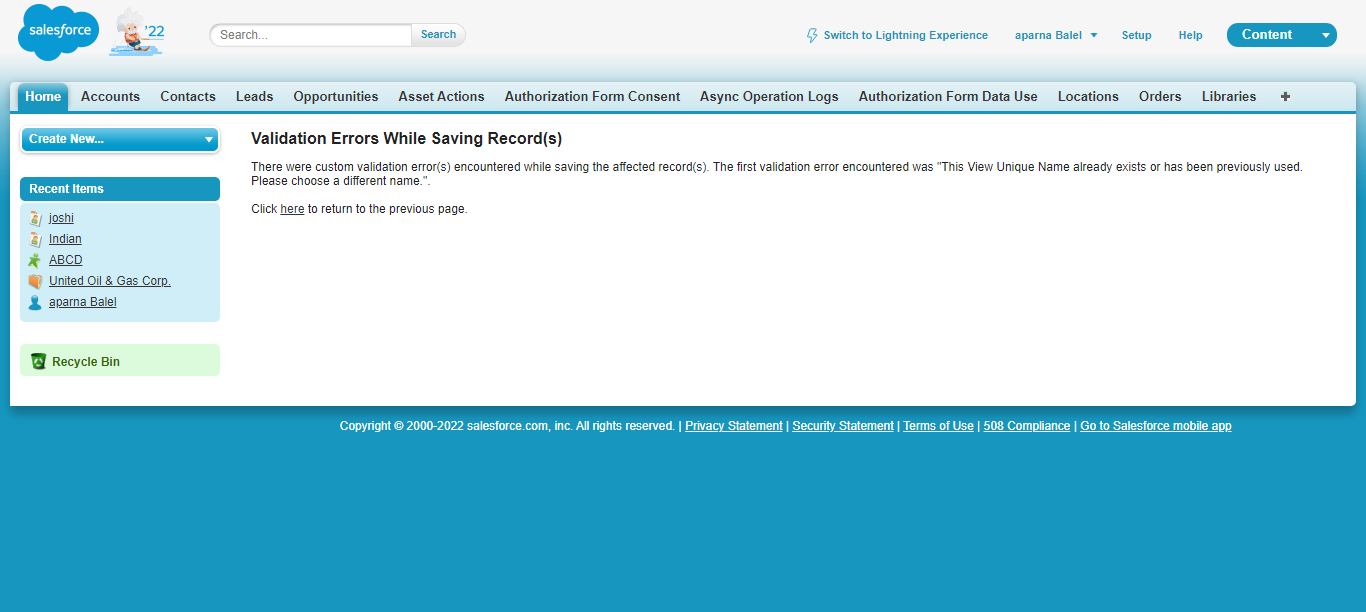 salesforce
'22
Search...
Search
Switch to Lightning Experience
aparna Balel
Setup
Help
Content
Home
Accounts
Contacts
Leads
Opportunities
Asset Actions
Authorization Form Consent
Async Operation Logs
Authorization Form Data Use
Locations
Orders
Libraries
+
Create New...
Recent Items
joshi
Indian
ABCD
United Oil & Gas Corp.
aparna Balel
Recycle Bin
Validation Errors While Saving Record(s)
There were custom validation error(s) encountered while saving the affected record(s). The first validation error encountered was "This View Unique Name already exists or has been previously used.
Please choose a different name.".
Click here to return to the previous page.
Copyright © 2000-2022 salesforce.com, inc. All rights reserved. | Privacy Statement | Security Statement | Terms of Use | 508 Compliance | Go to Salesforce mobile app